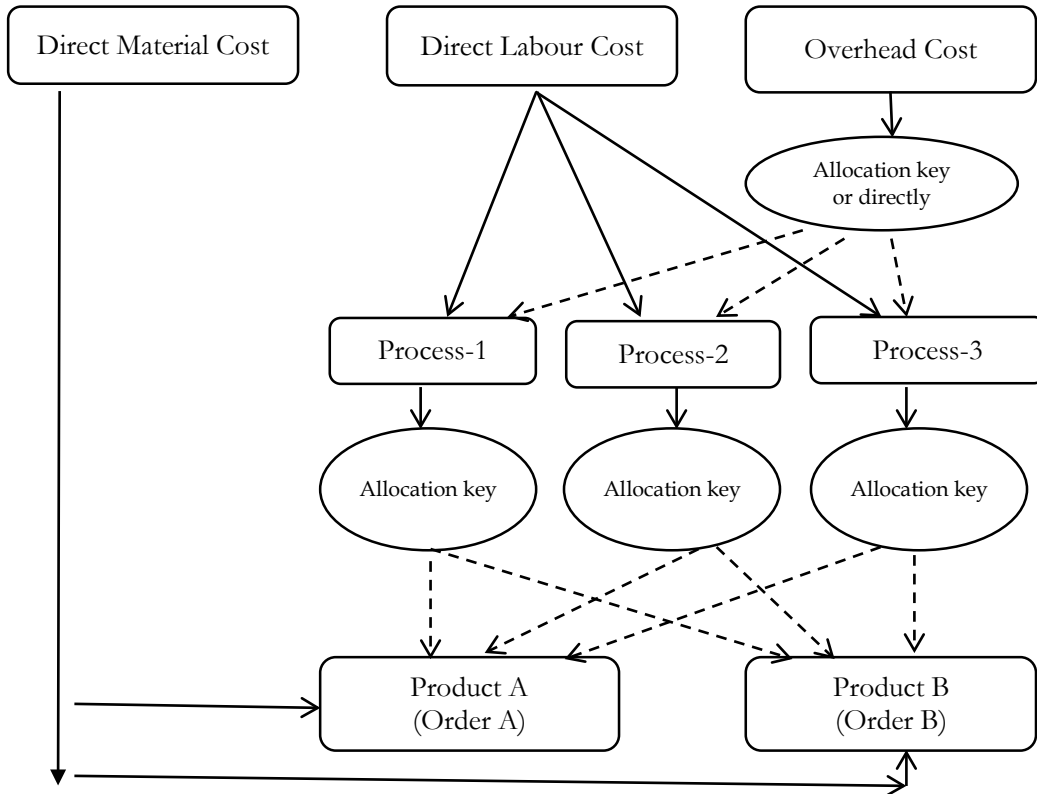 Direct Material Cost
Direct Labour Cost
Overhead Cost
Allocation key
or directly
Process-1
Process-2
Process-3
Allocation key
Allocation key
Allocation key
Product A
(Order A)
Product B
(Order B)